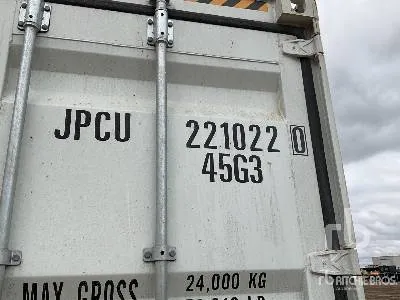 JPCU 221022 0
45G3
MAX GROSS 24,000 KG
RITCHIE BROS.